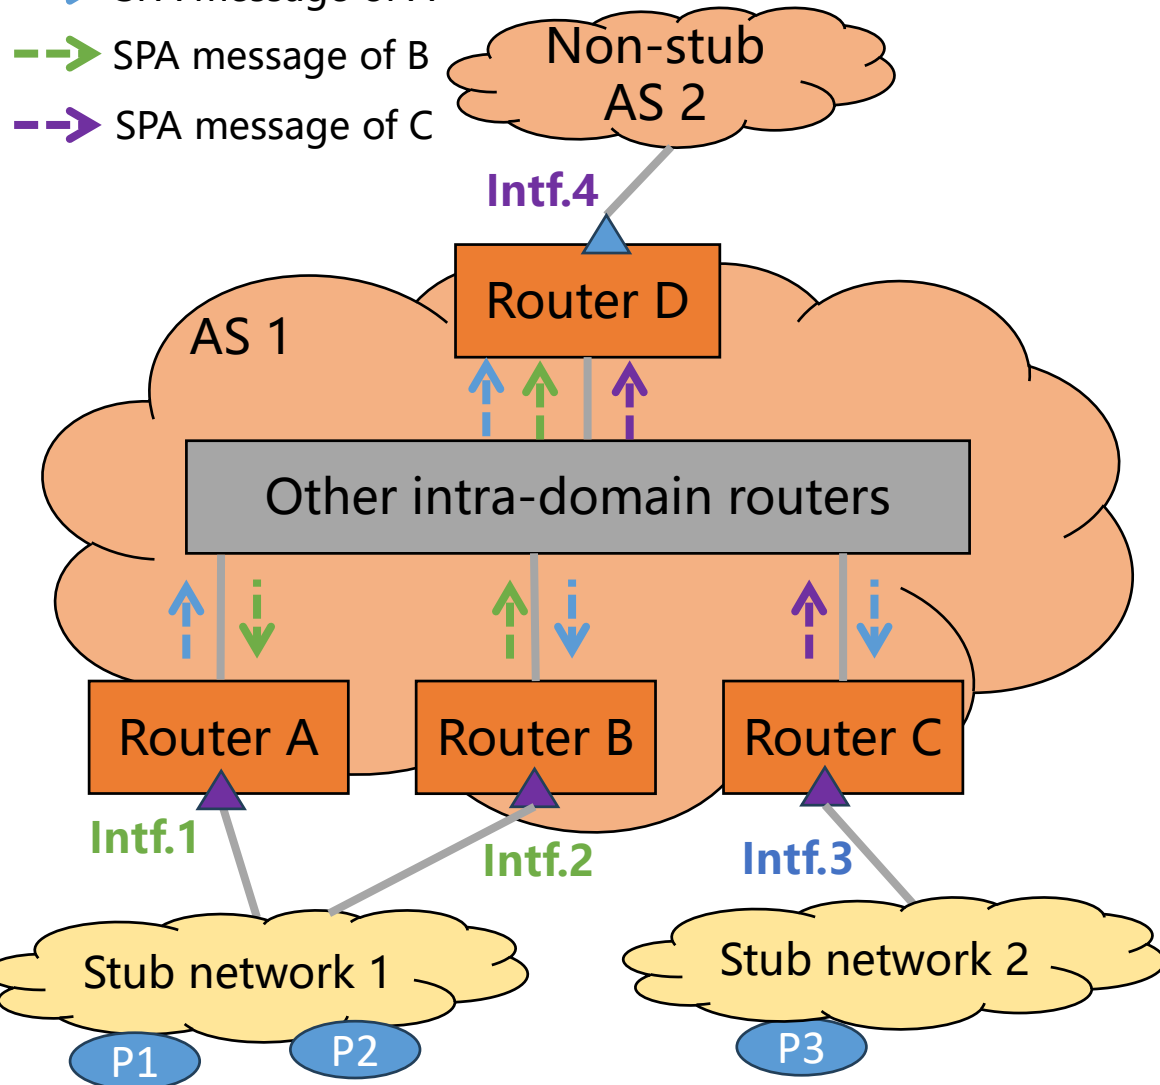 SPA message of B
SPA message of C
Non-stub
AS 2
Intf.4
Router D
AS 1
Other intra-domain routers
Router A
Router B
Router C
Intf.1
Intf.2
Intf.3
Stub network 1
Stub network 2
P1
P2
P3